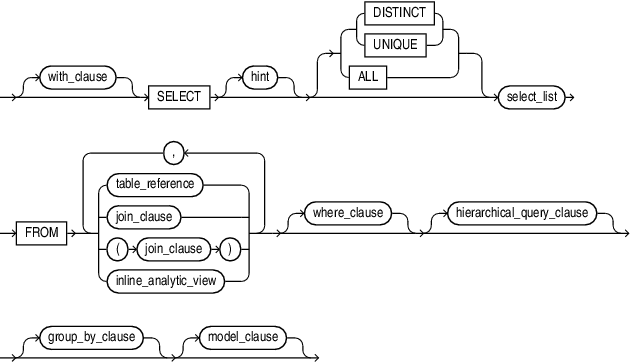 DISTINCT
UNIQUE
ALL
with_clause SELECT hint select_list
,
table_reference
join_clause
( join_clause )
inline_analytic_view
FROM where_clause hierarchical_query_clause
group_by_clause model_clause